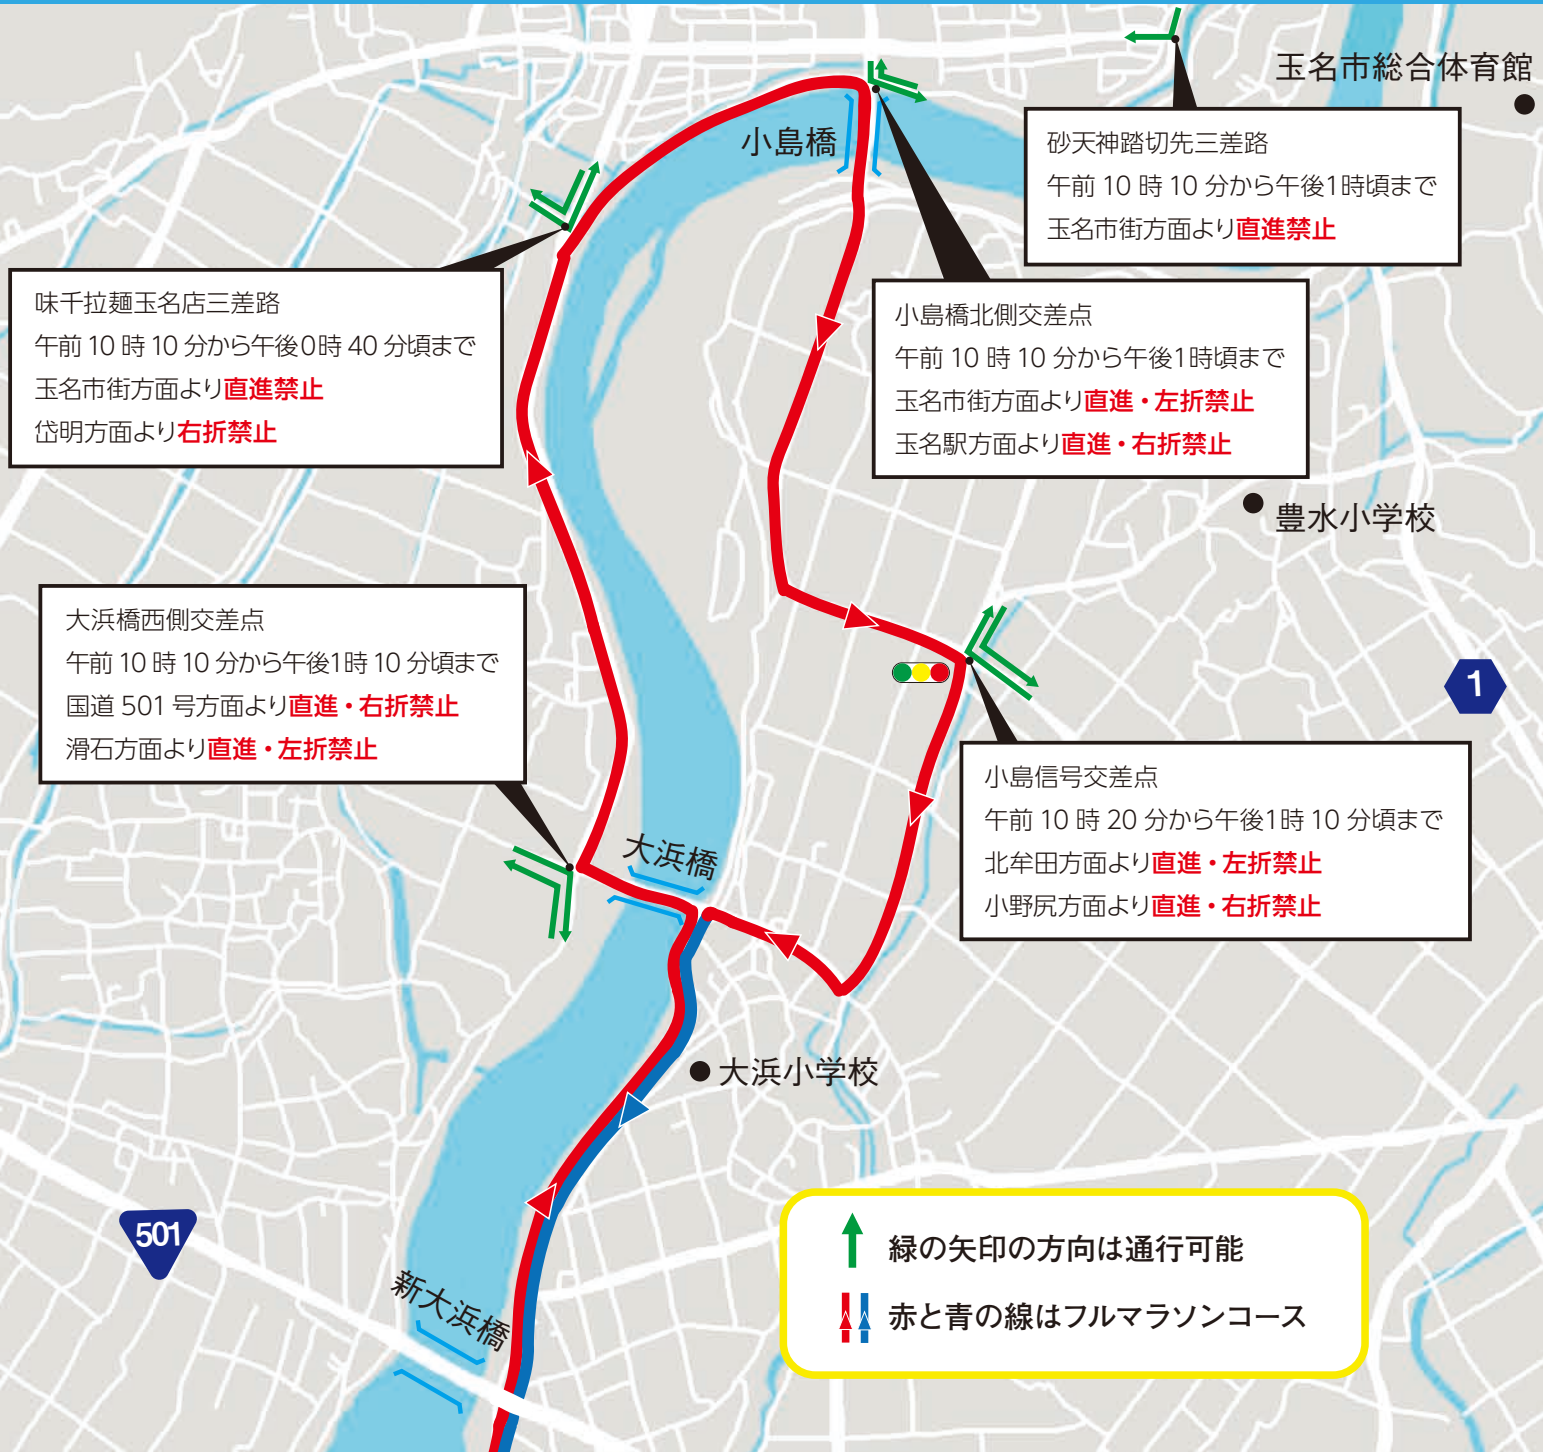 玉名市総合体育館
小島橋
砂天神踏切先三差路
午前 10 時 10 分から午後1時頃まで
玉名市街方面より直進禁止
味千拉麺玉名店三差路
午前 10 時 10 分から午後0時 40 分頃まで
玉名市街方面より直進禁止
岱明方面より右折禁止
小島橋北側交差点
午前 10 時 10 分から午後1時頃まで
玉名市街方面より直進・左折禁止
玉名駅方面より直進・右折禁止
豊水小学校
大浜橋西側交差点
午前 10 時 10 分から午後1時 10 分頃まで
国道 501 号方面より直進・右折禁止
滑石方面より直進・左折禁止
1
小島信号交差点
午前 10 時 20 分から午後1時 10 分頃まで
北牟田方面より直進・左折禁止
小野尻方面より直進・右折禁止
大浜橋
大浜小学校
501
新大浜橋
緑の矢印の方向は通行可能
赤と青の線はフルマラソンコース